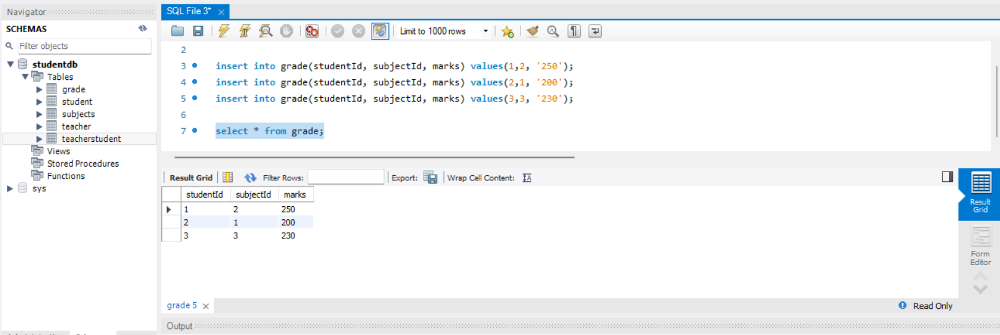 Navigator
SQL File 3*
SCHEMAS
Limit to 1000 rows
Filter objects
studentdb
Tables
grade
student
subjects
teacher
teacherstudent
Views
Stored Procedures
Functions
sys
2
3 insert into grade(studentId, subjectId, marks) values(1,2, '250');
4 insert into grade(studentId, subjectId, marks) values(2,1, '200');
5 insert into grade(studentId, subjectId, marks) values(3,3, '230');
6
7 select * from grade;
Result Grid Filter Rows: Export: Wrap Cell Content:
studentId subjectId marks
1 2 250
2 1 200
3 3 230
Result
Grid
Form
Editor
grade 5
Read Only
Output